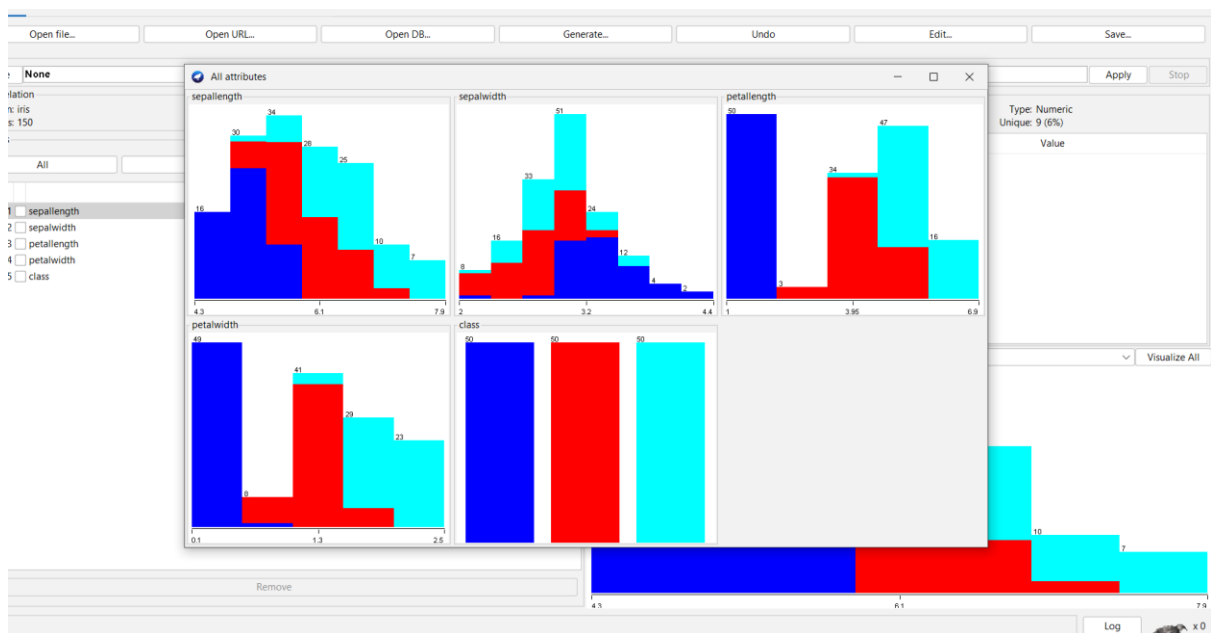 Open file...
Open URL...
Open DB...
Generate...
Undo
Edit...
Save...
None
Apply
Stop
elation
n: iris
s: 150
All
1 sepallength
2 sepalwidth
3 petallength
4 petalwidth
5 class
Remove
All attributes
sepallength
16
30
34
28
25
10
7
4.3
6.1
7.9
sepalwidth
8
16
33
51
24
12
4
2
2
3.2
4.4
petallength
50
3
34
47
16
1
3.95
6.9
petalwidth
49
8
41
29
23
0.1
1.3
2.5
class
50
50
50
Type: Numeric
Unique: 9 (6%)
Value
Visualize All
10
7
4.3
6.1
7.9
Log
x 0